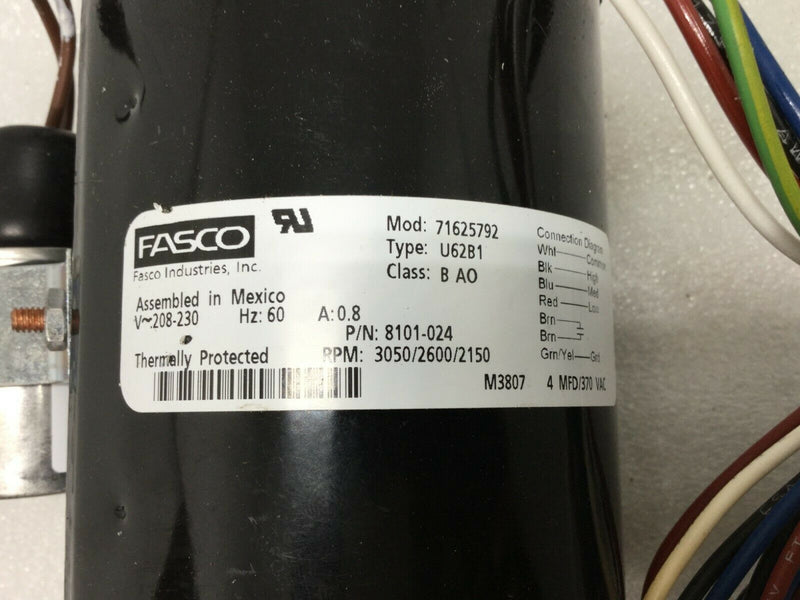 FASCO
Fasco Industries, Inc.
Assembled in Mexico
V~:208-230 Hz: 60 A: 0.8
P/N: 8101-024
Thermally Protected RPM: 3050/2600/2150
Mod: 71625792
Type: U62B1
Class: B AO
M3807 4 MFD/370 VAC
Connection Diagram
Wht Common
Blk High
Blu Med
Red Low
Brn
Brn
Grn/Yel Grd